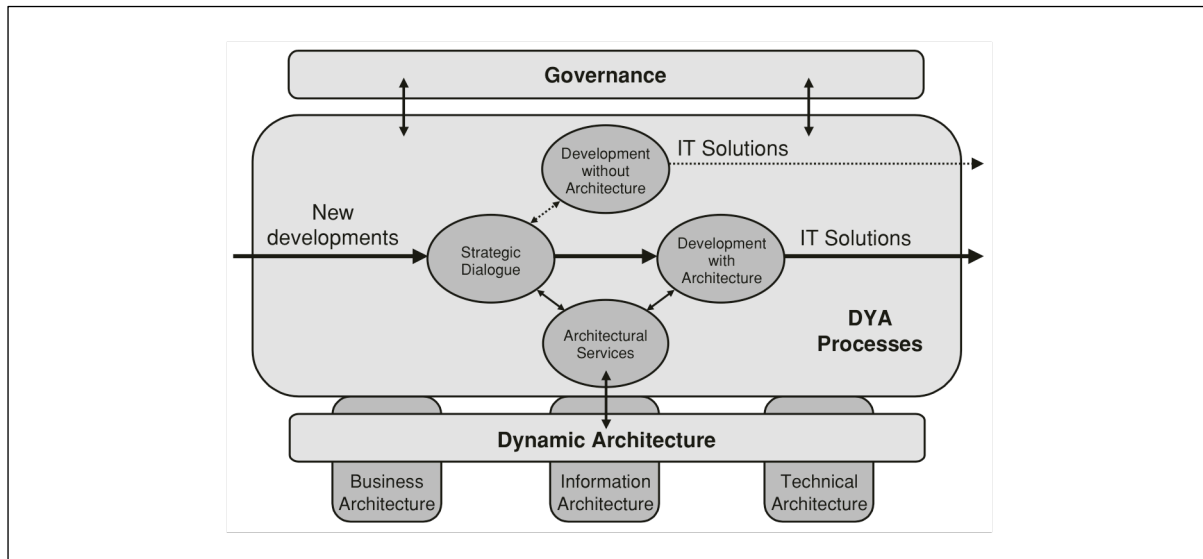 Governance
Development
without
Architecture
IT Solutions
New
developments
Strategic
Dialogue
Development
with
Architecture
IT Solutions
Architectural
Services
DYA
Processes
Dynamic Architecture
Business
Architecture
Information
Architecture
Technical
Architecture